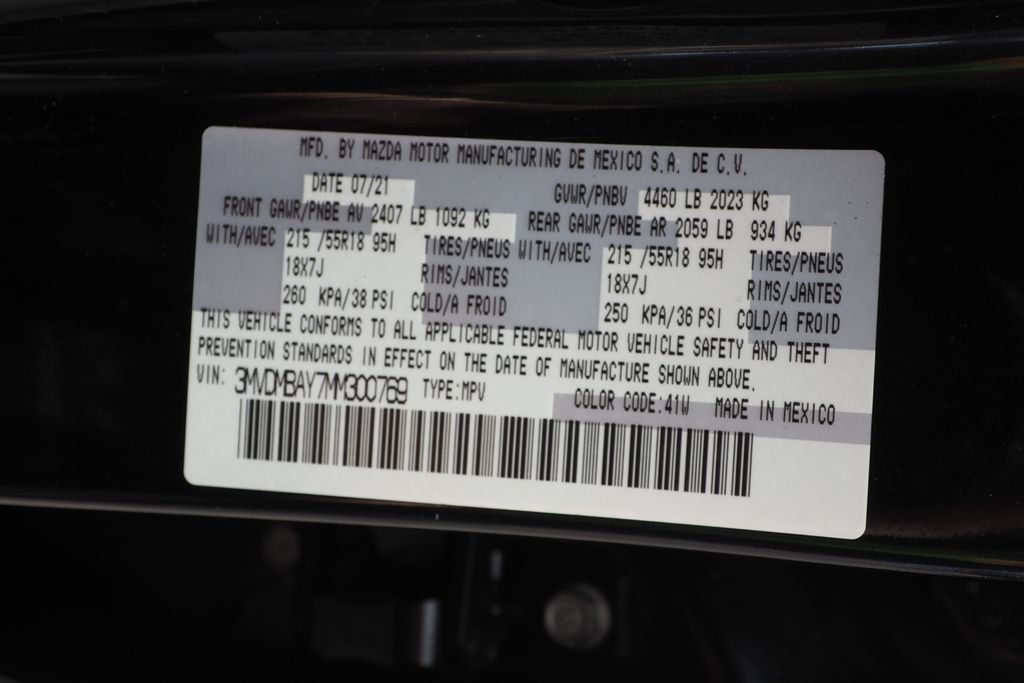 MFD. BY MAZDA MOTOR MANUFACTURING DE MEXICO S.A. DE C.V.
DATE 07/21 GVWR/PNBV 4460 LB 2023 KG
FRONT GAWR/PNBE AV 2407 LB 1092 KG REAR GAWR/PNBE AR 2059 LB 934 KG
WITH/AVEC 215 /55R18 95H TIRES/PNEUS WITH/AVEC 215 /55R18 95H TIRES/PNEUS
18X7J RIMS/JANTES 18X7J RIMS/JANTES
260 KPA/38 PSI COLD/A FROID 250 KPA/36 PSI COLD/A FROID
THIS VEHICLE CONFORMS TO ALL APPLICABLE FEDERAL MOTOR VEHICLE SAFETY AND THEFT
PREVENTION STANDARDS IN EFFECT ON THE DATE OF MANUFACTURE SHOWN ABOVE.
VIN: 3MVDMBAY7MM300769 TYPE:MPV COLOR CODE:41W MADE IN MEXICO